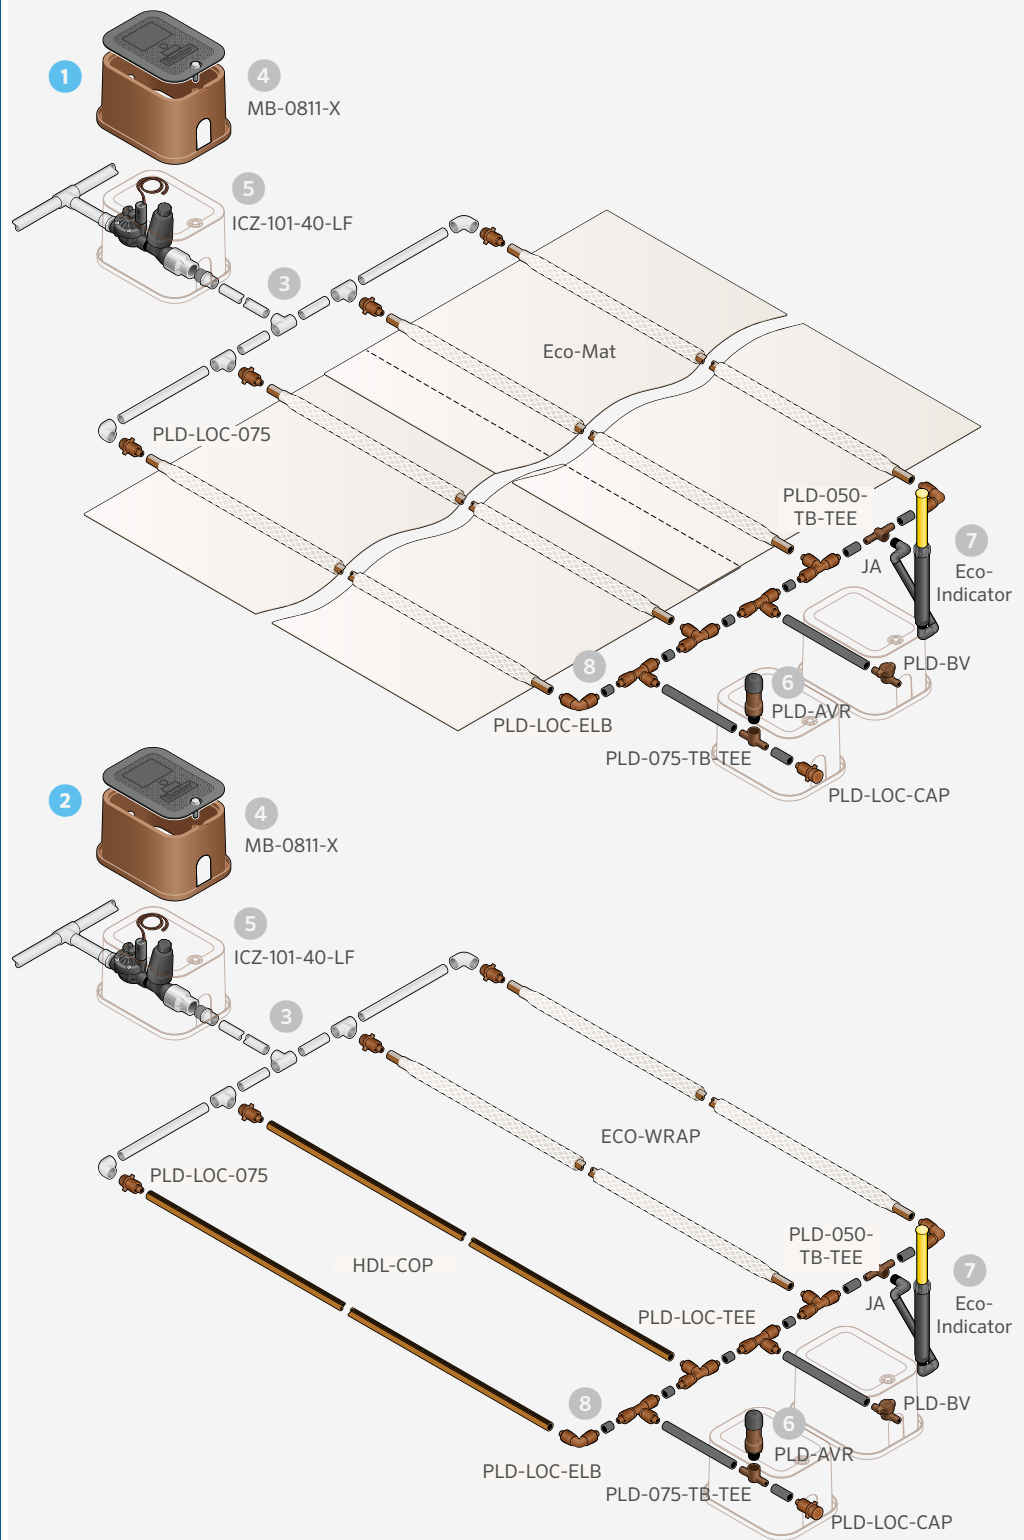 1
4
MB-0811-X
5
ICZ-101-40-LF
3
Eco-Mat
PLD-LOC-075
PLD-050-
TB-TEE
7
JA
Eco-
Indicator
8
PLD-BV
6
PLD-AVR
PLD-LOC-ELB
PLD-075-TB-TEE
PLD-LOC-CAP
2
4
MB-0811-X
5
ICZ-101-40-LF
3
ECO-WRAP
PLD-LOC-075
HDL-COP
PLD-050-
TB-TEE
7
JA
Eco-
Indicator
PLD-LOC-TEE
8
PLD-BV
6
PLD-AVR
PLD-LOC-ELB
PLD-075-TB-TEE
PLD-LOC-CAP